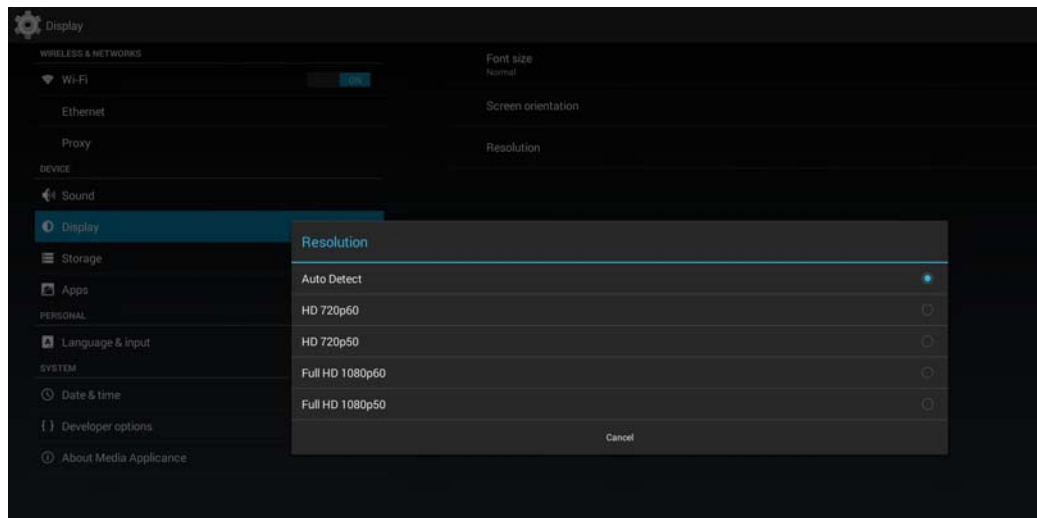 Display
WIRELESS & NETWORKS
Wi-Fi
ON
Ethernet
Proxy
DEVICE
Sound
Display
Storage
Apps
PERSONAL
Language & input
SYSTEM
Date & time
{ } Developer options
About Media Applicance
Font size
Normal
Screen orientation
Resolution
Resolution
Auto Detect
HD 720p60
HD 720p50
Full HD 1080p60
Full HD 1080p50
Cancel